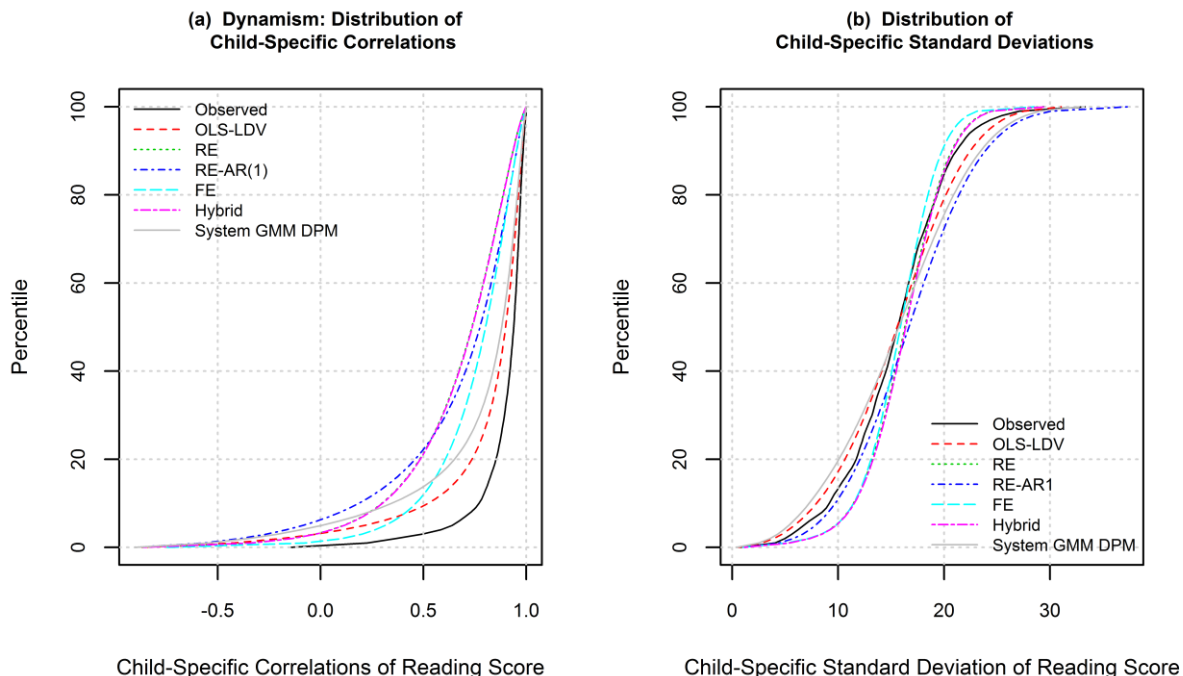 (a) Dynamism: Distribution of
Child-Specific Correlations
Percentile
100
80
60
40
20
0
Observed
OLS-LDV
RE
RE-AR(1)
FE
Hybrid
System GMM DPM
-0.5
0.0
0.5
1.0
Child-Specific Correlations of Reading Score
(b) Distribution of
Child-Specific Standard Deviations
Percentile
100
80
60
40
20
0
Observed
OLS-LDV
RE
RE-AR1
FE
Hybrid
System GMM DPM
0
10
20
30
Child-Specific Standard Deviation of Reading Score